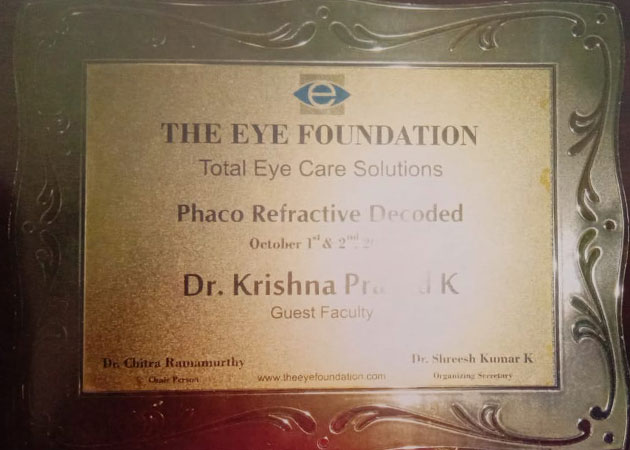 e
THE EYE FOUNDATION
Total Eye Care Solutions
Phaco Refractive Decoded
October 1st & 2nd
Dr. Krishna K
Guest Faculty
Dr. Chitra Ramamurthy
Chair Person
www.theeyefoundation.com
Dr. Shreesh Kumar K
Organizing Secretary